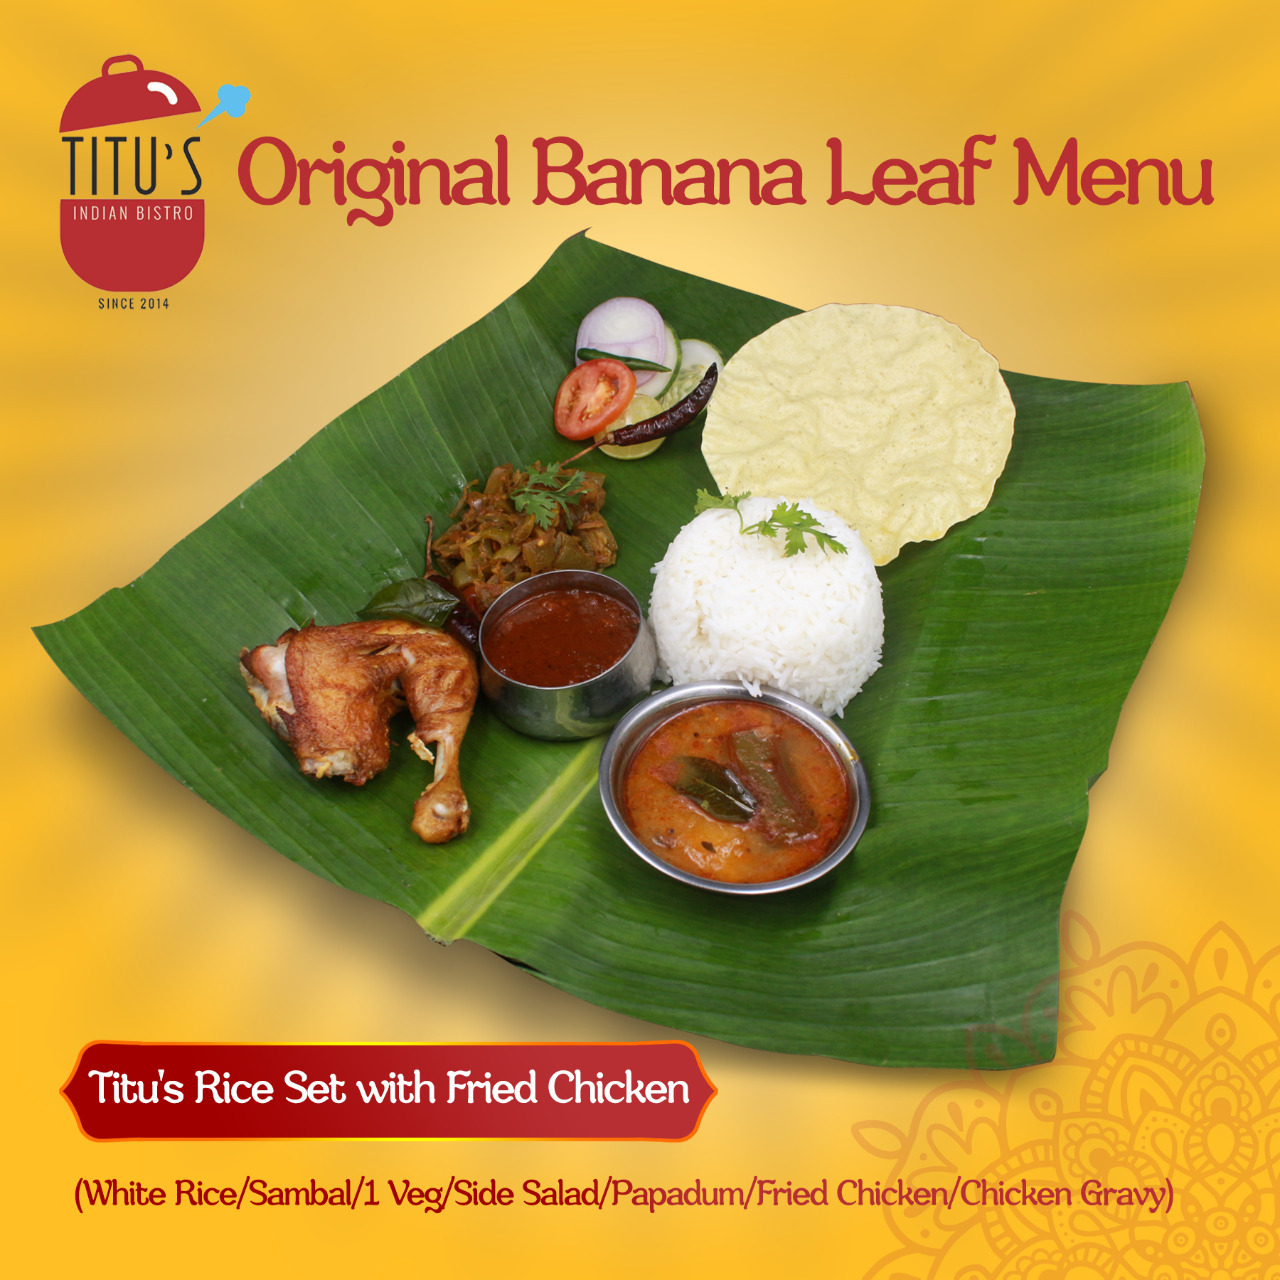 TITU'S
INDIAN BISTRO
SINCE 2014
Original Banana Leaf Menu
Titu's Rice Set with Fried Chicken
(White Rice/Sambal/1 Veg/Side Salad/Papadum/Fried Chicken/Chicken Gravy)